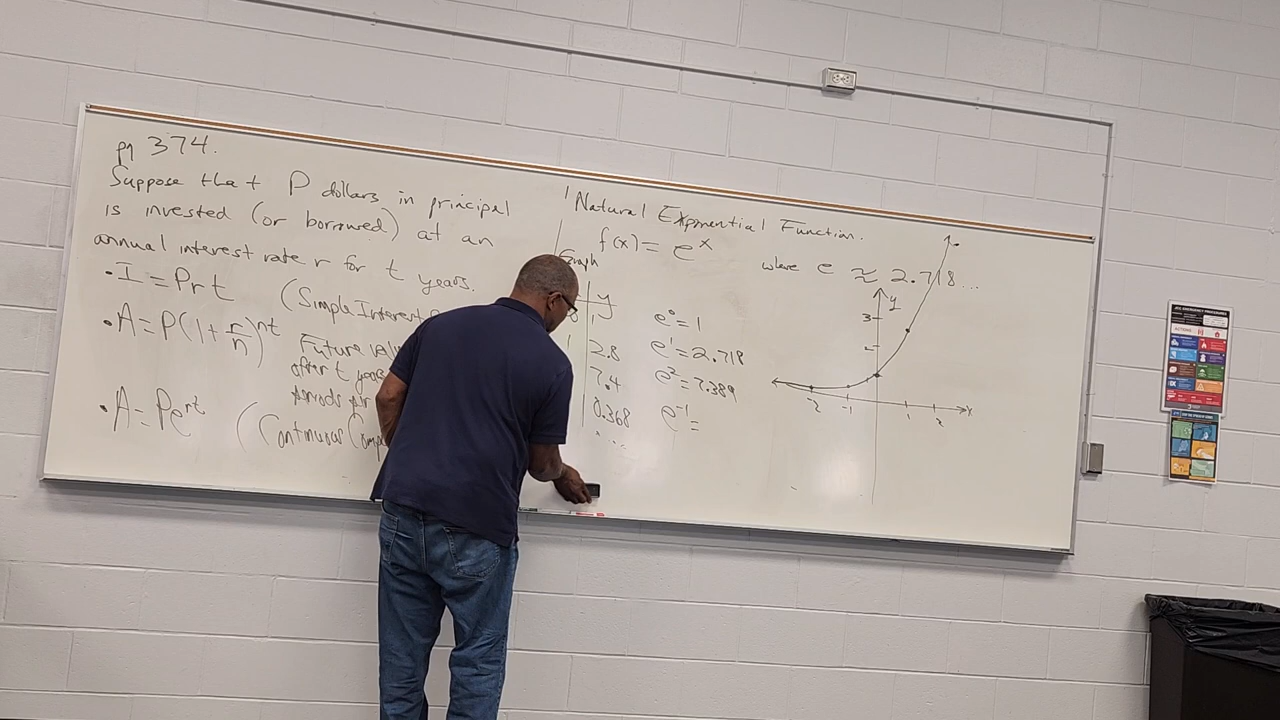 pg 374.
Suppose that P dollars in principal
is invested (or borrowed) at an
annual interest rate r for t years.
• I = Prt (Simple Interest
• A = P(1 + r/n)^nt Future
after t years
periods
• A = Pe^rt (Continuous
Natural Exponential Function.
f(x) = e^x
where e ≈ 2.718...
Graph
y
1 e^0 = 1
1 2.8 e^1 = 2.718
7.4 e^2 = 7.389
0.368 e^-1 =
....
y
3
2
-2 -1 1 2 x